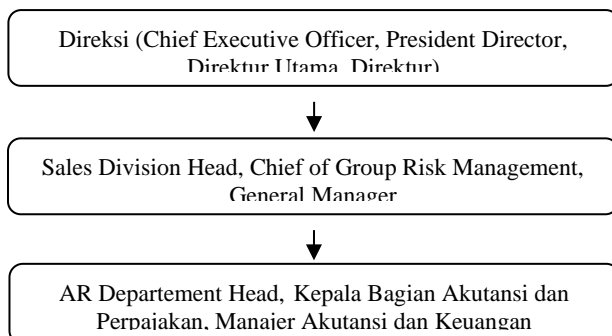 Direksi (Chief Executive Officer, President Director,
Direktur Utama, Direktur)
Sales Division Head, Chief of Group Risk Management,
General Manager
AR Departement Head, Kepala Bagian Akutansi dan
Perpajakan, Manajer Akutansi dan Keuangan